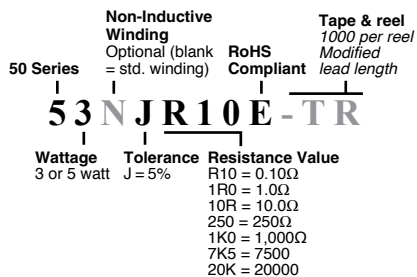 Non-Inductive
Winding
Optional (blank
= std. winding)
Tape & reel
1000 per reel
Modified
lead length
50 Series
RoHS
Compliant
53NJR10E-TR
Wattage
3 or 5 watt
Tolerance
J = 5%
Resistance Value
R10 = 0.10Ω
1R0 = 1.0Ω
10R = 10.0Ω
250 = 250Ω
1K0 = 1,000Ω
7K5 = 7500
20K = 20000